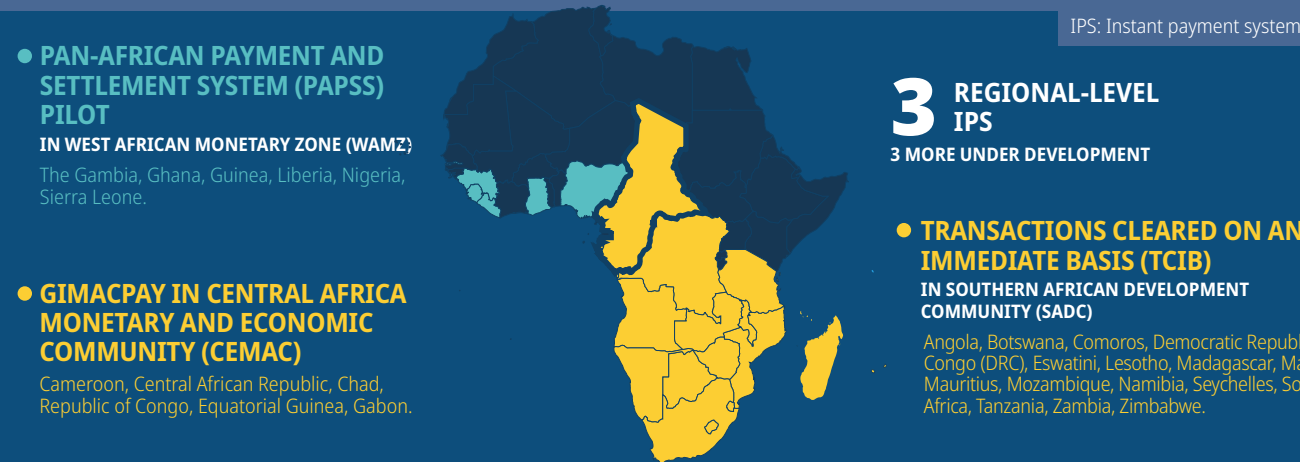 IPS: Instant payment system
PAN-AFRICAN PAYMENT AND
SETTLEMENT SYSTEM (PAPSS)
PILOT
IN WEST AFRICAN MONETARY ZONE (WAMZ)
The Gambia, Ghana, Guinea, Liberia, Nigeria,
Sierra Leone.
GIMACPAY IN CENTRAL AFRICA
MONETARY AND ECONOMIC
COMMUNITY (CEMAC)
Cameroon, Central African Republic, Chad,
Republic of Congo, Equatorial Guinea, Gabon.
3 REGIONAL-LEVEL
IPS
3 MORE UNDER DEVELOPMENT
TRANSACTIONS CLEARED ON AN
IMMEDIATE BASIS (TCIB)
IN SOUTHERN AFRICAN DEVELOPMENT
COMMUNITY (SADC)
Angola, Botswana, Comoros, Democratic
Congo (DRC), Eswatini, Lesotho, Madagascar,
Mauritius, Mozambique, Namibia, Seychelles,
Africa, Tanzania, Zambia, Zimbabwe.